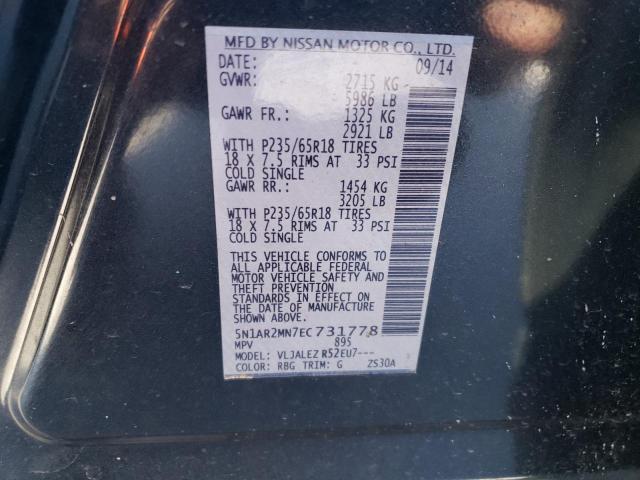 MFD BY NISSAN MOTOR CO., LTD.
DATE: 09/14
GVWR: 2715 KG
5986 LB
GAWR FR.: 1325 KG
2921 LB
WITH P235/65R18 TIRES
18 X 7.5 RIMS AT 33 PSI
COLD SINGLE
GAWR RR.: 1454 KG
3205 LB
WITH P235/65R18 TIRES
18 X 7.5 RIMS AT 33 PSI
COLD SINGLE
THIS VEHICLE CONFORMS TO
ALL APPLICABLE FEDERAL
MOTOR VEHICLE SAFETY AND
THEFT PREVENTION
STANDARDS IN EFFECT ON
THE DATE OF MANUFACTURE
SHOWN ABOVE.
5N1AR2MN7EC731778
MPV 895
MODEL: VLJALEZ R52EU7---
COLOR: RBG TRIM: G ZS30A